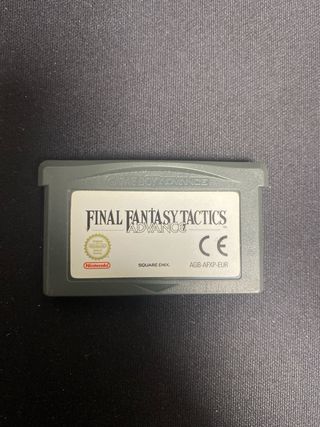 GAME BOY ADVANCE
FINAL FANTASY TACTICS
ADVANCE
CE
Nintendo
SQUARE ENIX.
AGB-AFXP-EUR